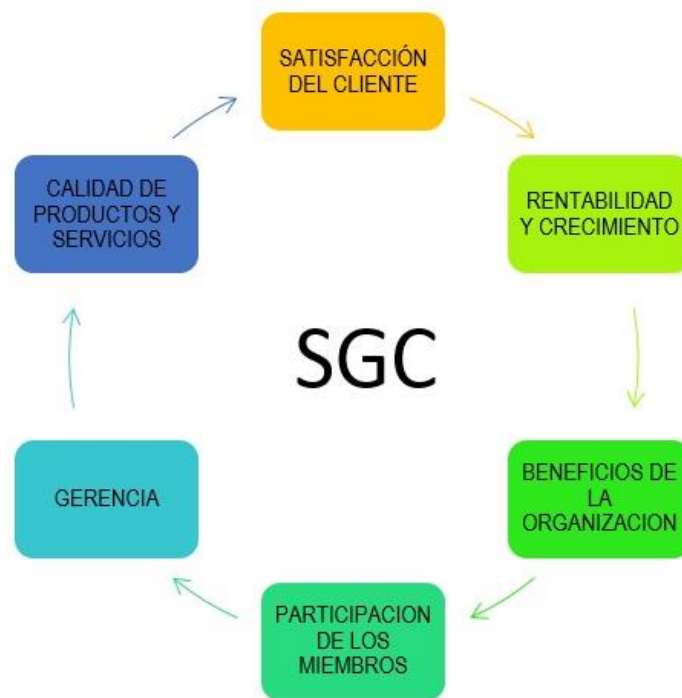 SATISFACCIÓN
DEL CLIENTE
RENTABILIDAD
Y CRECIMIENTO
BENEFICIOS DE
LA
ORGANIZACION
PARTICIPACION
DE LOS
MIEMBROS
GERENCIA
CALIDAD DE
PRODUCTOS Y
SERVICIOS
SGC